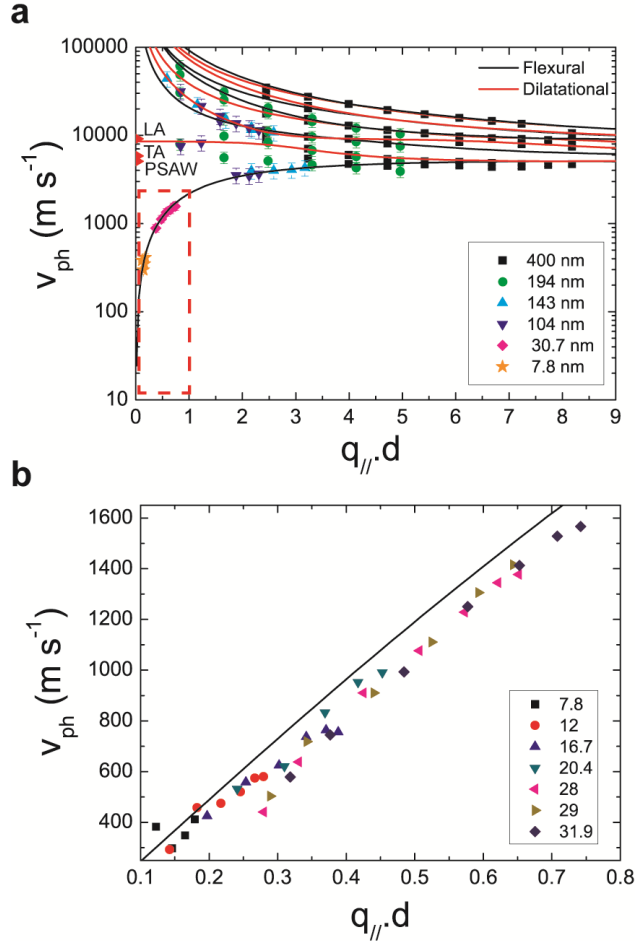 a
100000
10000
1000
100
10
v_ph (m s⁻¹)
Flexural
Dilatational
LA
TA
PSAW
400 nm
194 nm
143 nm
104 nm
30.7 nm
7.8 nm
0 1 2 3 4 5 6 7 8 9
q_//.d
b
1600
1400
1200
1000
800
600
400
v_ph (m s⁻¹)
7.8
12
16.7
20.4
28
29
31.9
0.1 0.2 0.3 0.4 0.5 0.6 0.7 0.8
q_//.d